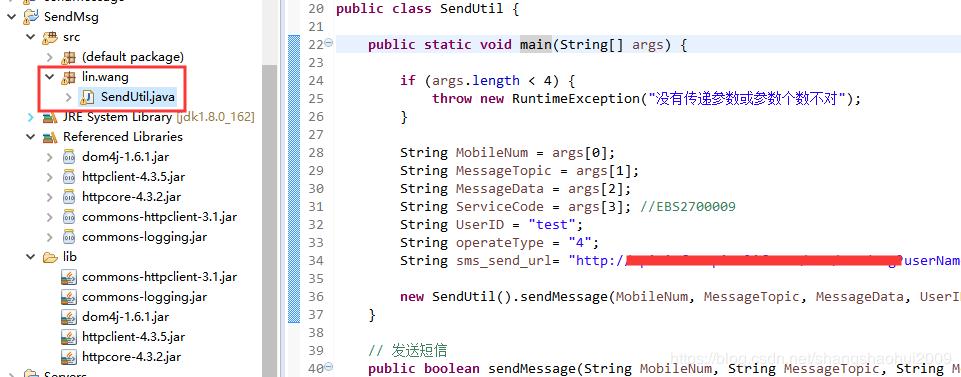 SendMsg
src
(default package)
lin.wang
SendUtil.java
JRE System Library [jdk1.8.0_162]
Referenced Libraries
dom4j-1.6.1.jar
httpclient-4.3.5.jar
httpcore-4.3.2.jar
commons-httpclient-3.1.jar
commons-logging.jar
lib
commons-httpclient-3.1.jar
commons-logging.jar
dom4j-1.6.1.jar
httpclient-4.3.5.jar
httpcore-4.3.2.jar
Servers
20 public class SendUtil {
21
22 public static void main(String[] args) {
23
24 if (args.length < 4) {
25 throw new RuntimeException("没有传递参数或参数个数不对");
26 }
27
28 String MobileNum = args[0];
29 String MessageTopic = args[1];
30 String MessageData = args[2];
31 String ServiceCode = args[3]; //EBS2700009
32 String UserID = "test";
33 String operateType = "4";
34 String sms_send_url= "http:/ ?userNam
35
36 new SendUtil().sendMessage(MobileNum, MessageTopic, MessageData, UserI
37 }
38
39 // 发送短信
40 public boolean sendMessage(String MobileNum, String MessageTopic, String M
https://blog.csdn.net/shangshaohui2009